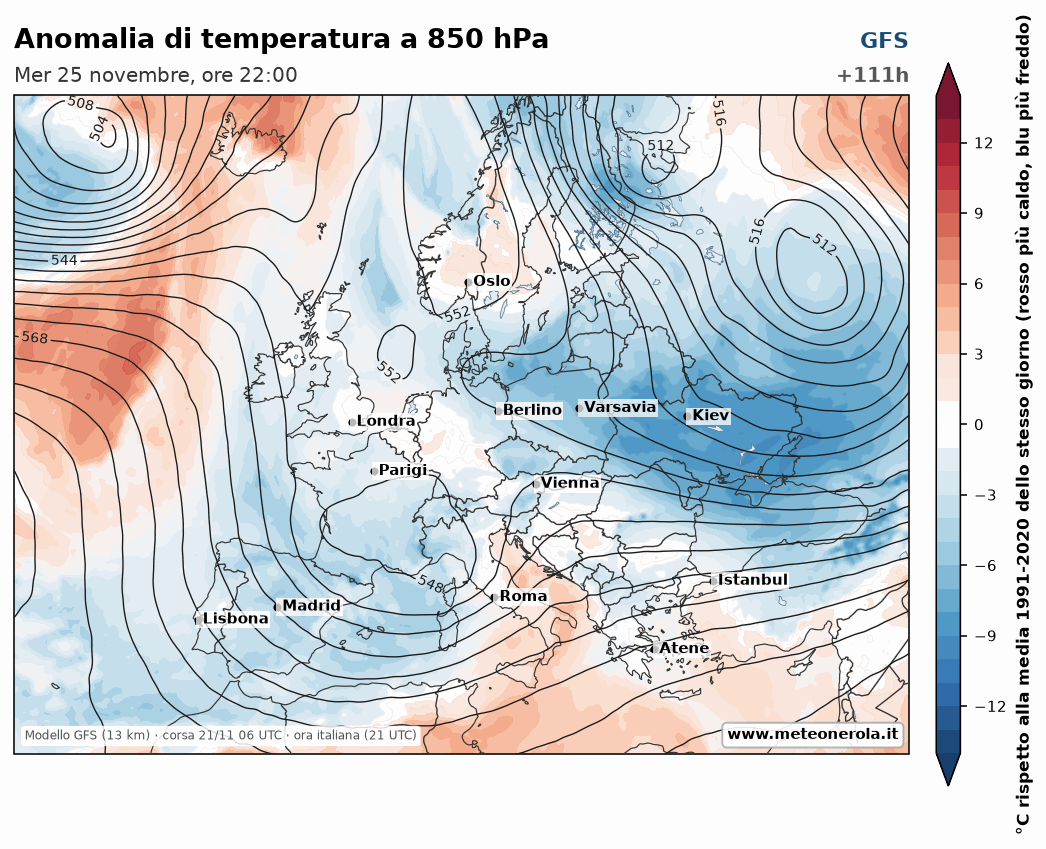 Anomalia di temperatura a 850 hPa
GFS
Mer 25 novembre, ore 22:00
+111h
508
504
516
512
516
512
544
552
568
552
548
Oslo
Londra
Berlino
Varsavia
Kiev
Parigi
Vienna
Istanbul
Roma
Madrid
Lisbona
Atene
Modello GFS (13 km) · corsa 21/11 06 UTC · ora italiana (21 UTC)
www.meteonerola.it
12
9
6
3
0
−3
−6
−9
−12
°C rispetto alla media 1991-2020 dello stesso giorno (rosso più caldo, blu più freddo)